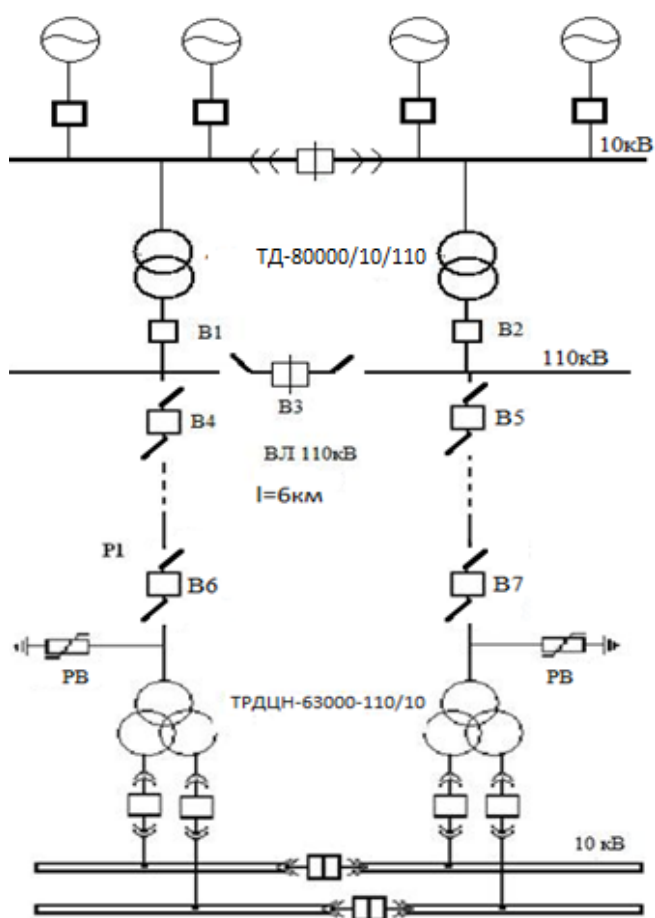 10кВ
ТД-80000/10/110
В1
В2
110кВ
В3
В4
В5
ВЛ 110кВ
l=6км
Р1
В6
В7
РВ
РВ
ТРДЦН-63000-110/10
10 кВ